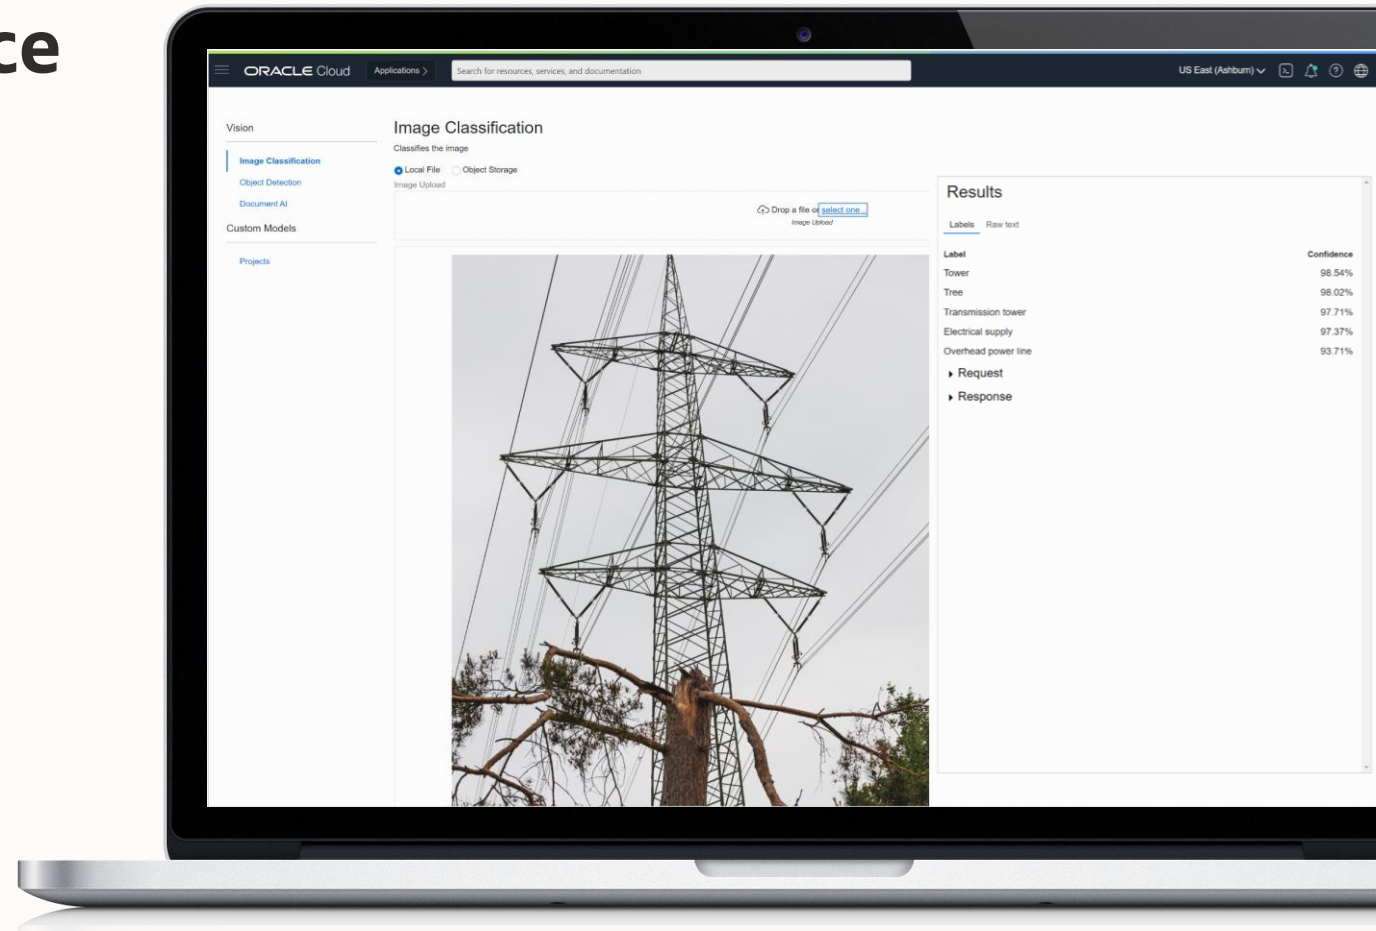 ce
ORACLE Cloud
Applications >
Search for resources, services, and documentation
US East (Ashburn)
Vision
Image Classification
Object Detection
Document AI
Custom Models
Projects
Image Classification
Classifies the image
Local File
Object Storage
Image Upload
Drop a file or select one...
Image Upload
Results
Labels
Raw text
Label Confidence
Tower 98.54%
Tree 98.02%
Transmission tower 97.71%
Electrical supply 97.37%
Overhead power line 93.71%
Request
Response